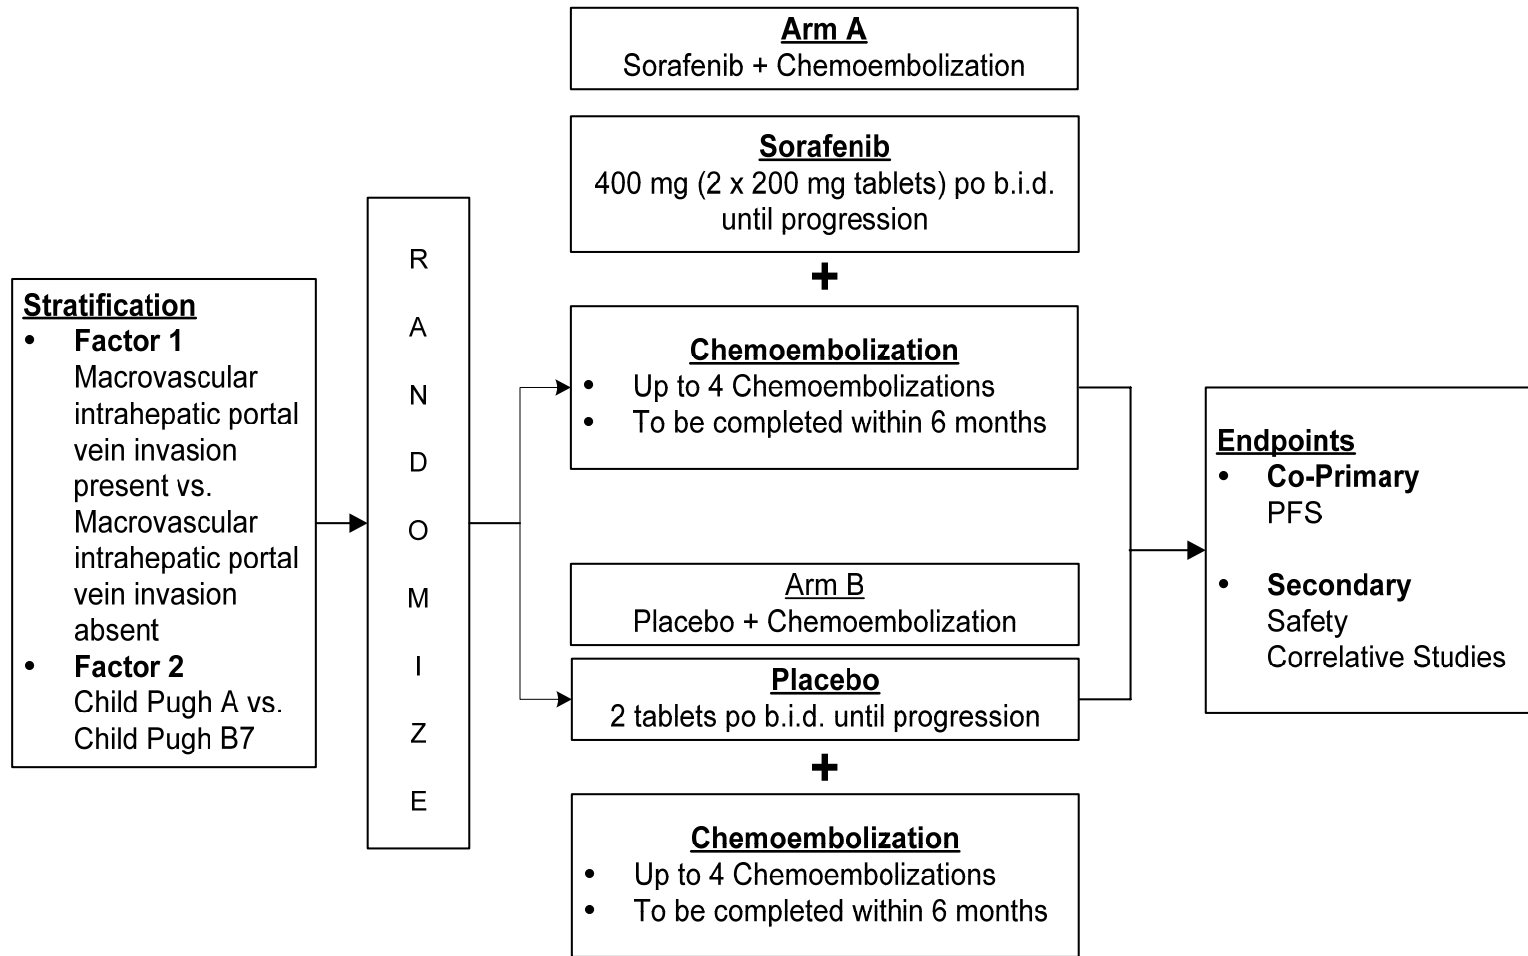 Stratification
• Factor 1
Macrovascular
intrahepatic portal
vein invasion
present vs.
Macrovascular
intrahepatic portal
vein invasion
absent
• Factor 2
Child Pugh A vs.
Child Pugh B7
R
A
N
D
O
M
I
Z
E
Arm A
Sorafenib + Chemoembolization
Sorafenib
400 mg (2 x 200 mg tablets) po b.i.d.
until progression
+
Chemoembolization
• Up to 4 Chemoembolizations
• To be completed within 6 months
Arm B
Placebo + Chemoembolization
Placebo
2 tablets po b.i.d. until progression
+
Chemoembolization
• Up to 4 Chemoembolizations
• To be completed within 6 months
Endpoints
• Co-Primary
PFS
• Secondary
Safety
Correlative Studies